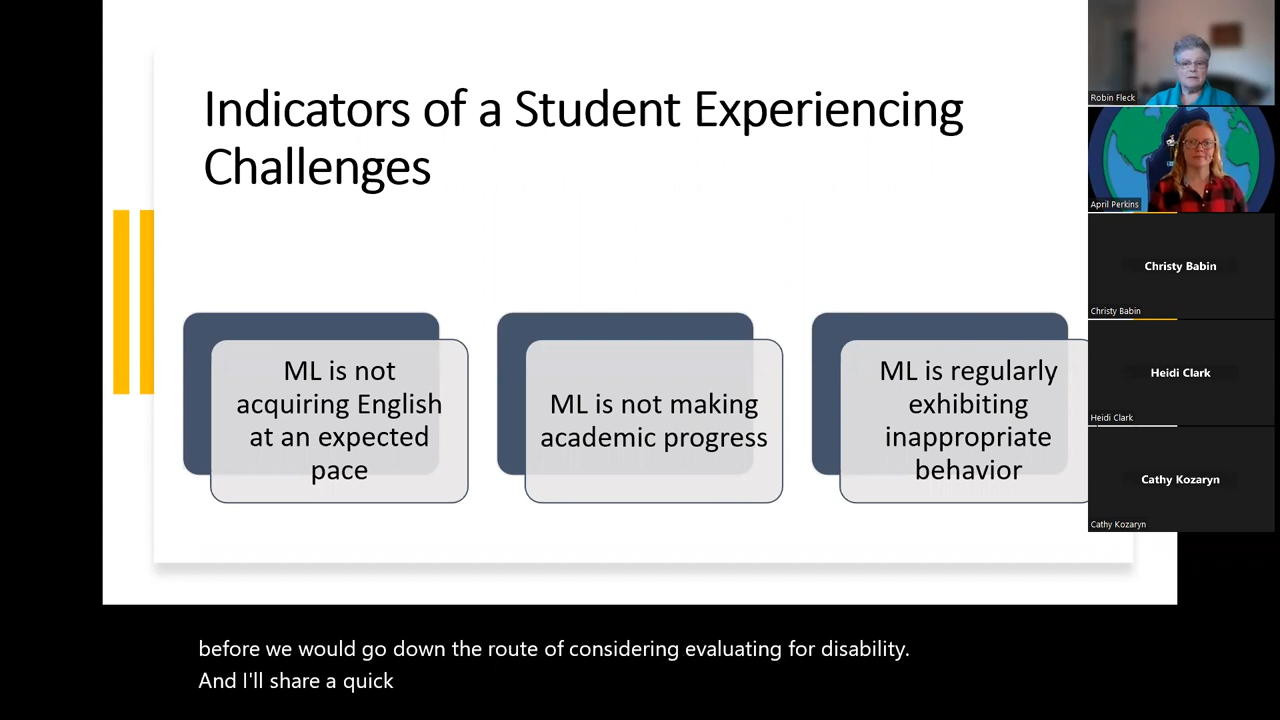 Indicators of a Student Experiencing
Challenges
ML is not
acquiring English
at an expected
pace
ML is not making
academic progress
ML is regularly
exhibiting
inappropriate
behavior
Robin Fleck
April Perkins
Christy Babin
Christy Babin
Heidi Clark
Heidi Clark
Cathy Kozaryn
Cathy Kozaryn
before we would go down the route of considering evaluating for disability.
And I'll share a quick